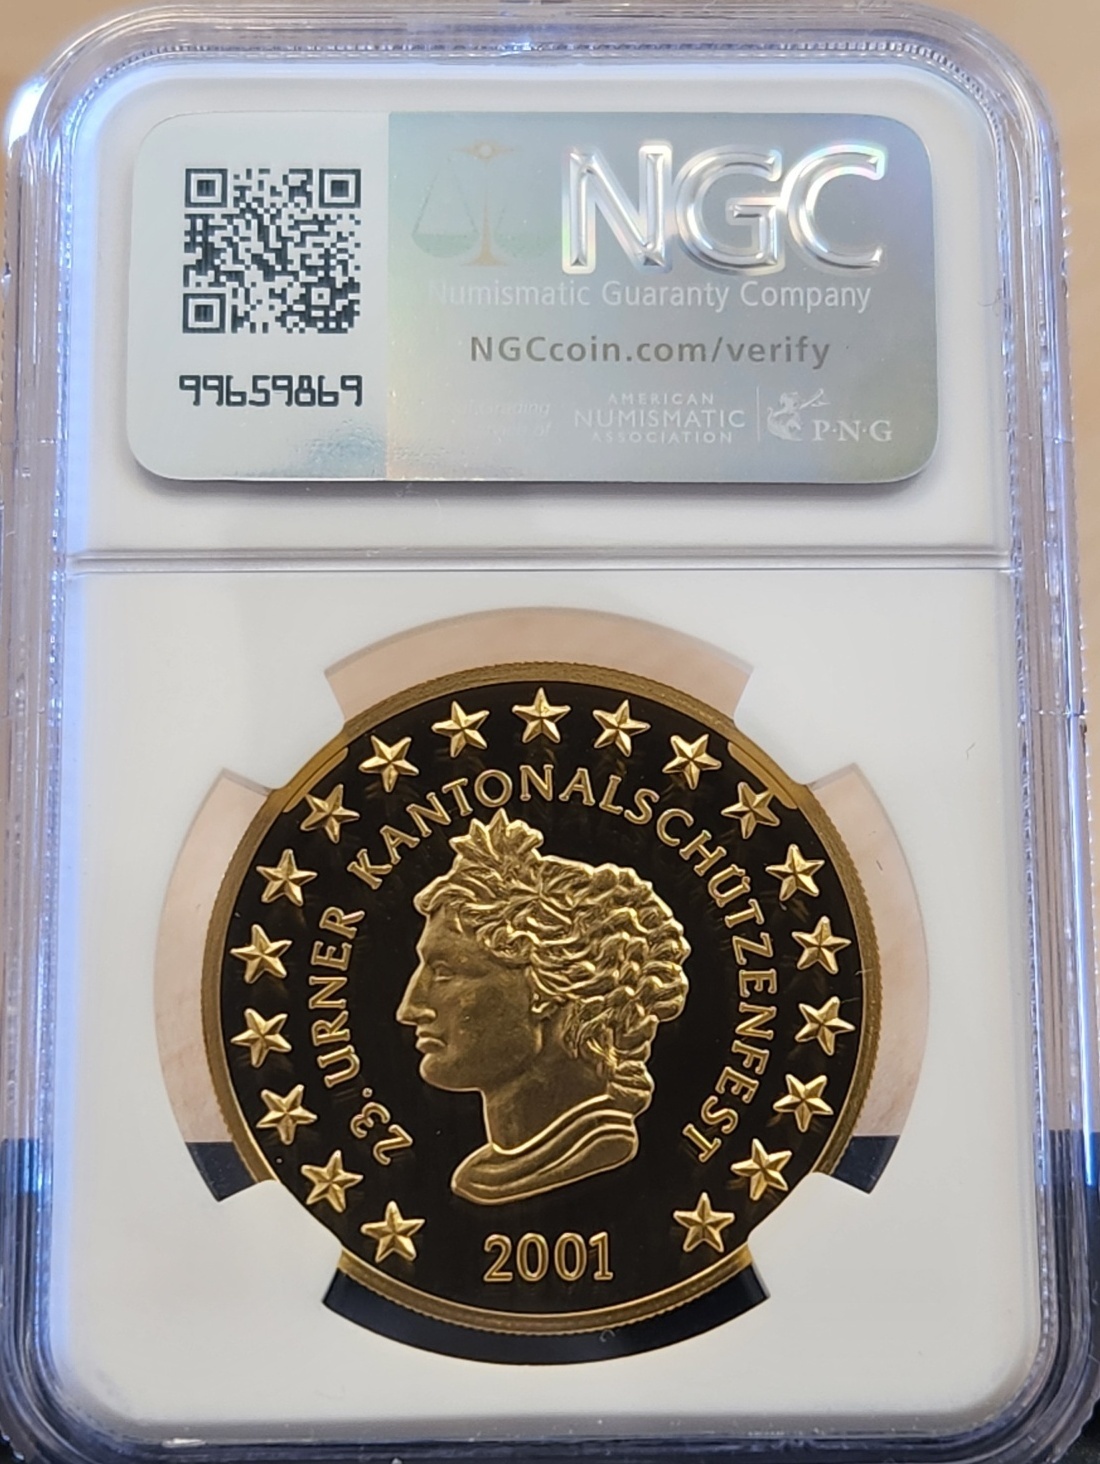 NGC
Numismatic Guaranty Company
NGCcoin.com/verify
99659869
AMERICAN
NUMISMATIC
ASSOCIATION
P·N·G
23. URNER KANTONALSCHÜTZENFEST
2001